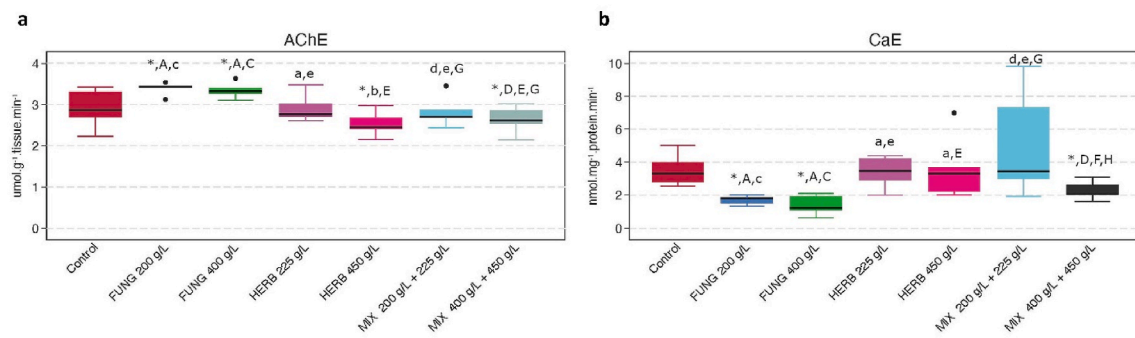 a
AChE
umol.g⁻¹.tissue.min⁻¹
4
3
2
1
0
*,A,c
*,A,C
a,e
*,b,E
d,e,G
*,D,E,G
Control
FUNG 200 g/L
FUNG 400 g/L
HERB 225 g/L
HERB 450 g/L
MIX 200 g/L + 225 g/L
MIX 400 g/L + 450 g/L
b
CaE
nmol.mg⁻¹.protein.min⁻¹
10
8
6
4
2
0
*,A,c
*,A,C
a,e
a,E
d,e,G
*,D,F,H
Control
FUNG 200 g/L
FUNG 400 g/L
HERB 225 g/L
HERB 450 g/L
MIX 200 g/L + 225 g/L
MIX 400 g/L + 450 g/L